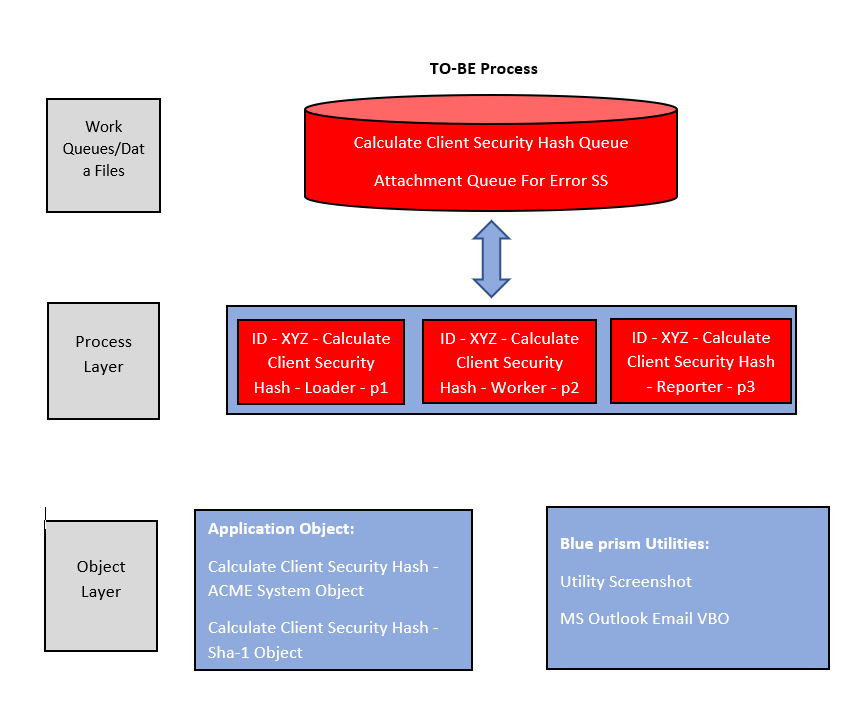 TO-BE Process
Work
Queues/Dat
a Files
Calculate Client Security Hash Queue
Attachment Queue For Error SS
Process
Layer
ID - XYZ - Calculate
Client Security
Hash - Loader - p1
ID - XYZ - Calculate
Client Security
Hash - Worker - p2
ID - XYZ - Calculate
Client Security Hash
- Reporter - p3
Object
Layer
Application Object:
Calculate Client Security Hash -
ACME System Object
Calculate Client Security Hash -
Sha-1 Object
Blue prism Utilities:
Utility Screenshot
MS Outlook Email VBO